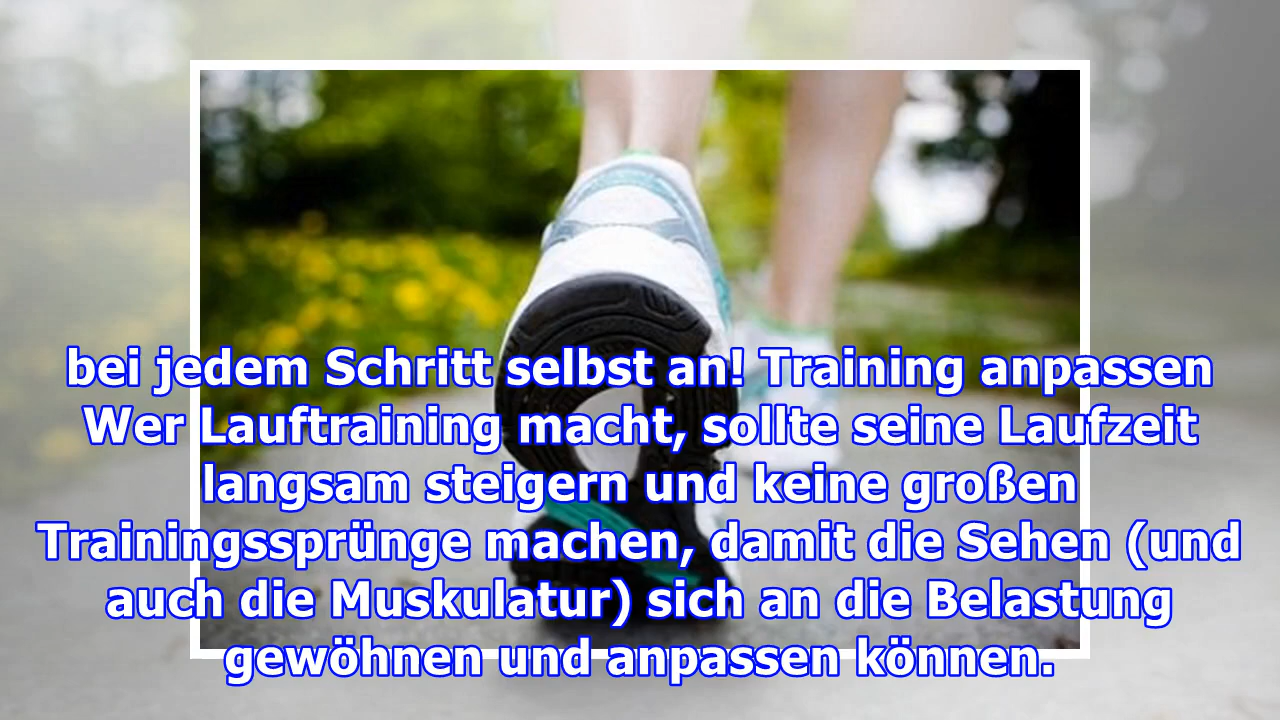 bei jedem Schritt selbst an! Training anpassen
Wer Lauftraining macht, sollte seine Laufzeit
langsam steigern und keine großen
Trainingssprünge machen, damit die Sehen (und
auch die Muskulatur) sich an die Belastung
gewöhnen und anpassen können.